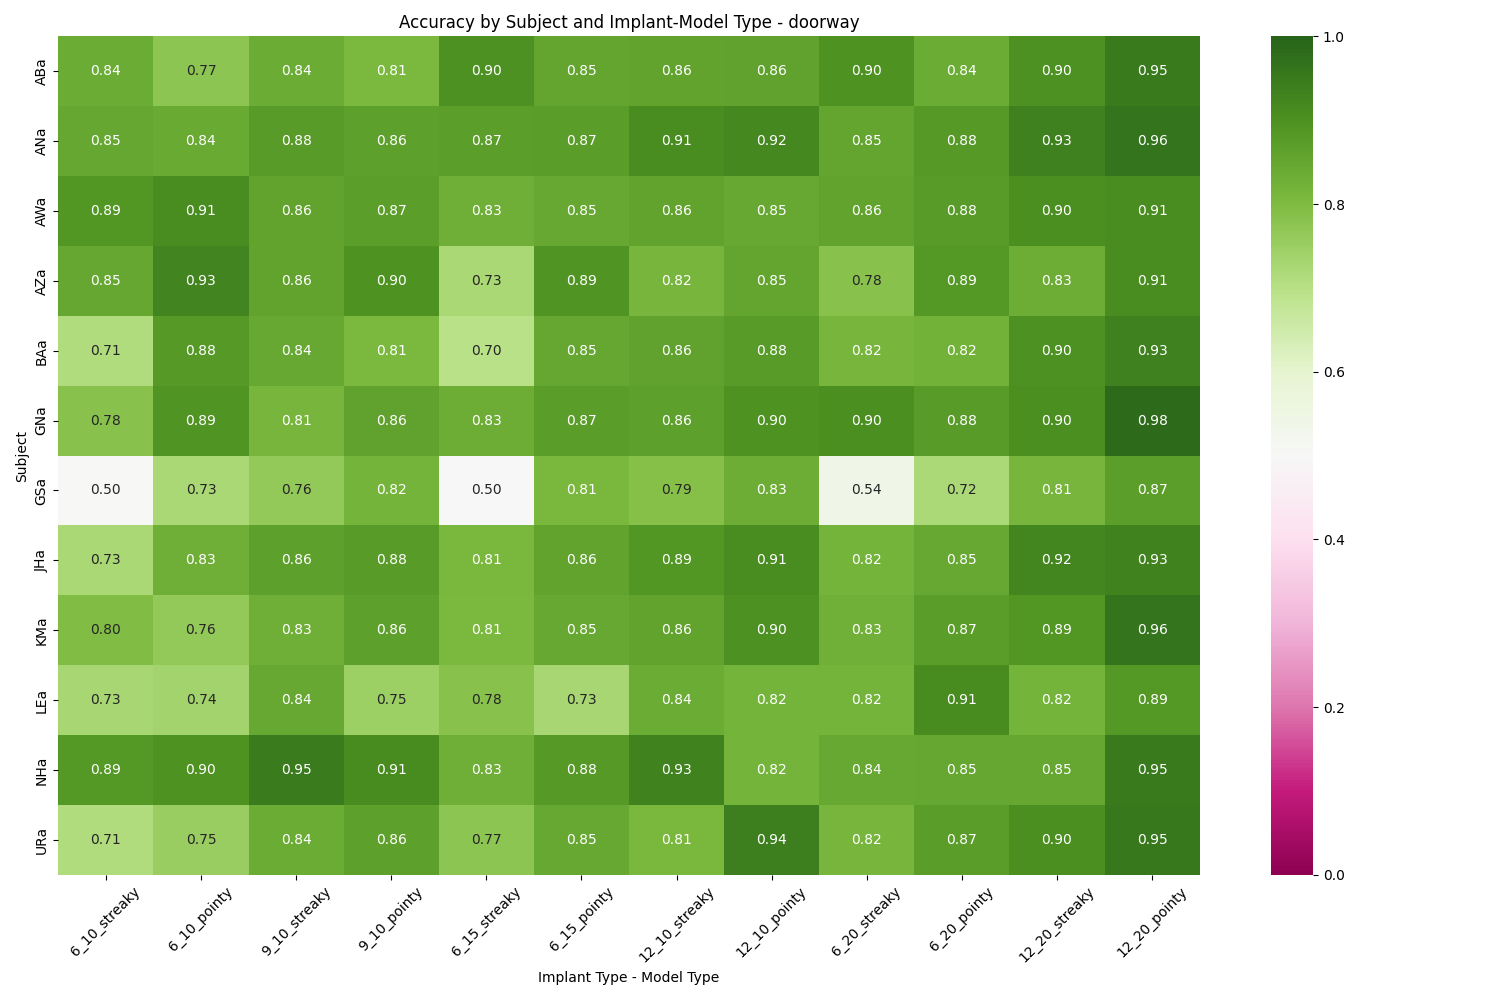 Accuracy by Subject and Implant-Model Type - doorway
Subject
ABa 0.84 0.77 0.84 0.81 0.90 0.85 0.86 0.86 0.90 0.84 0.90 0.95
ANa 0.85 0.84 0.88 0.86 0.87 0.87 0.91 0.92 0.85 0.88 0.93 0.96
AWa 0.89 0.91 0.86 0.87 0.83 0.85 0.86 0.85 0.86 0.88 0.90 0.91
AZa 0.85 0.93 0.86 0.90 0.73 0.89 0.82 0.85 0.78 0.89 0.83 0.91
BAa 0.71 0.88 0.84 0.81 0.70 0.85 0.86 0.88 0.82 0.82 0.90 0.93
GNa 0.78 0.89 0.81 0.86 0.83 0.87 0.86 0.90 0.90 0.88 0.90 0.98
GSa 0.50 0.73 0.76 0.82 0.50 0.81 0.79 0.83 0.54 0.72 0.81 0.87
JHa 0.73 0.83 0.86 0.88 0.81 0.86 0.89 0.91 0.82 0.85 0.92 0.93
KMa 0.80 0.76 0.83 0.86 0.81 0.85 0.86 0.90 0.83 0.87 0.89 0.96
LEa 0.73 0.74 0.84 0.75 0.78 0.73 0.84 0.82 0.82 0.91 0.82 0.89
NHa 0.89 0.90 0.95 0.91 0.83 0.88 0.93 0.82 0.84 0.85 0.85 0.95
URa 0.71 0.75 0.84 0.86 0.77 0.85 0.81 0.94 0.82 0.87 0.90 0.95
6_10_streaky 6_10_pointy 9_10_streaky 9_10_pointy 6_15_streaky 6_15_pointy 12_10_streaky 12_10_pointy 6_20_streaky 6_20_pointy 12_20_streaky 12_20_pointy
Implant Type - Model Type
1.0
0.8
0.6
0.4
0.2
0.0